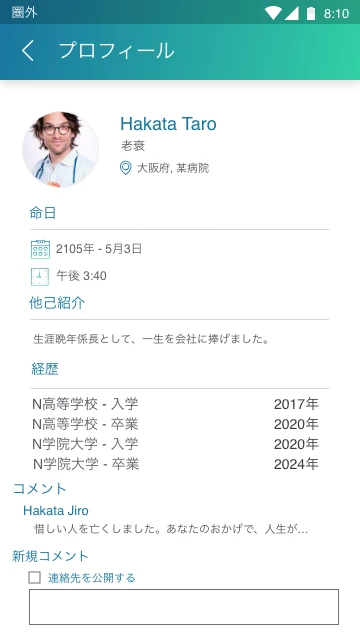 圏外 8:10
プロフィール
Hakata Taro
老衰
大阪府, 某病院
命日
2105年 - 5月3日
午後 3:40
他己紹介
生涯晩年係長として、一生を会社に捧げました。
経歴
N高等学校 - 入学 2017年
N高等学校 - 卒業 2020年
N学院大学 - 入学 2020年
N学院大学 - 卒業 2024年
コメント
Hakata Jiro
惜しい人を亡くしました。あなたのおかげで、人生が…
新規コメント
連絡先を公開する